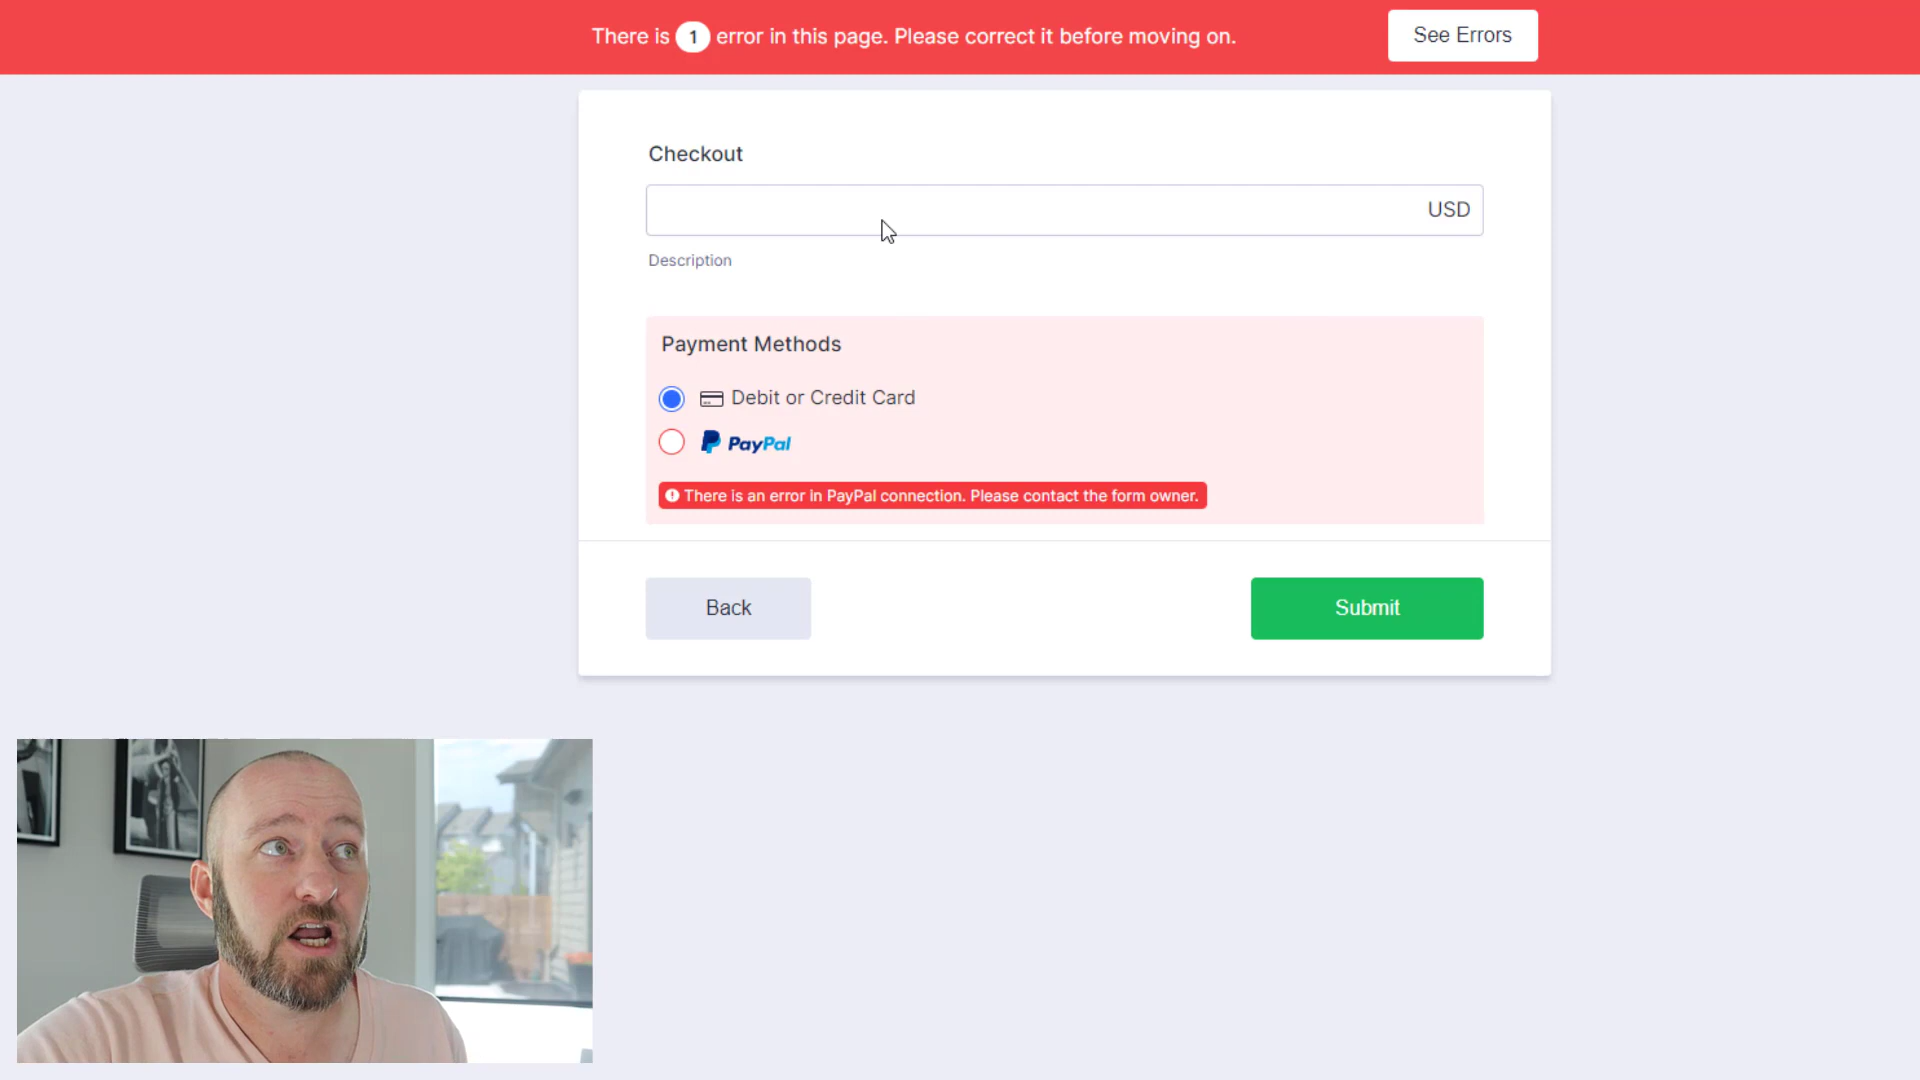 There is 1 error in this page. Please correct it before moving on.
See Errors
Checkout
USD
Description
Payment Methods
Debit or Credit Card
PayPal
There is an error in PayPal connection. Please contact the form owner.
Back
Submit